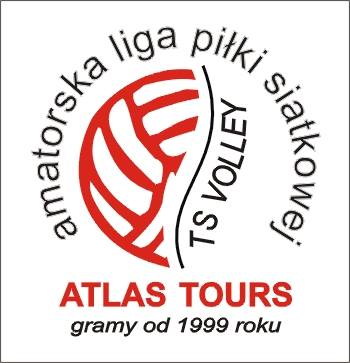 amatorska liga piłki siatkowej
TS VOLLEY
ATLAS TOURS
gramy od 1999 roku